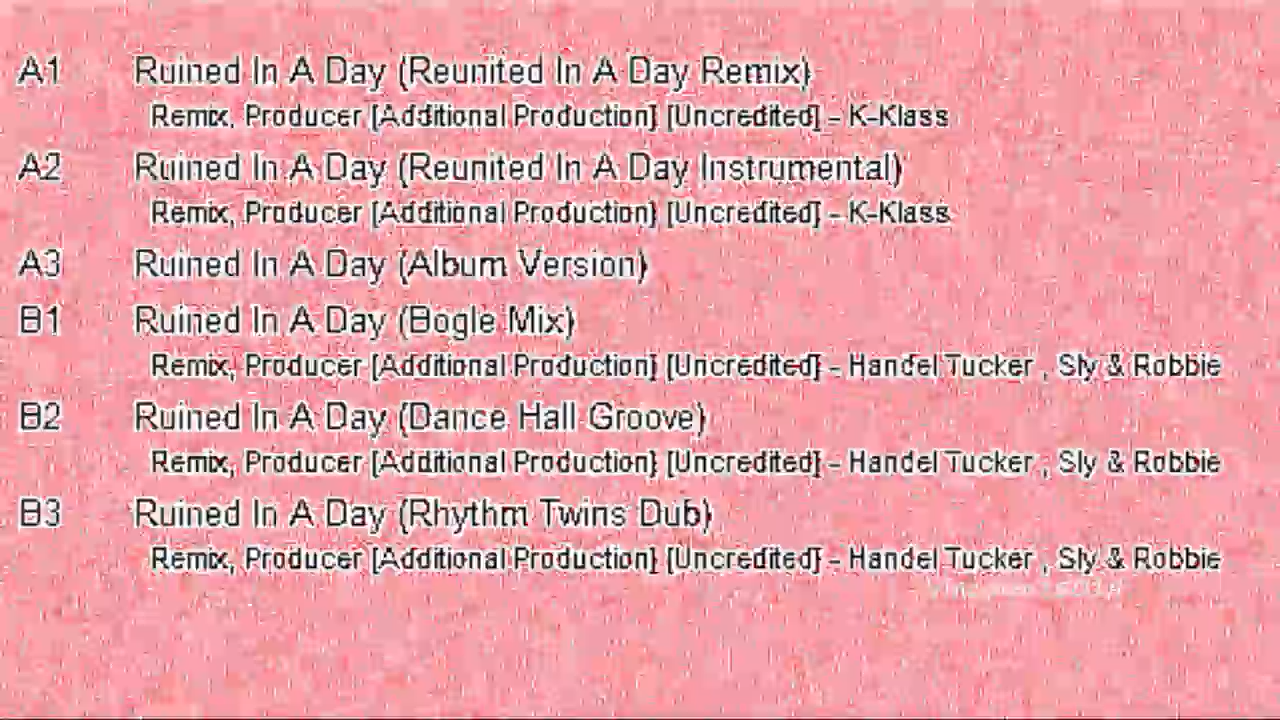 A1 Ruined In A Day (Reunited In A Day Remix)
Remix, Producer [Additional Production] [Uncredited] - K-Klass
A2 Ruined In A Day (Reunited In A Day Instrumental)
Remix, Producer [Additional Production] [Uncredited] - K-Klass
A3 Ruined In A Day (Album Version)
B1 Ruined In A Day (Bogle Mix)
Remix, Producer [Additional Production] [Uncredited] - Handel Tucker , Sly & Robbie
B2 Ruined In A Day (Dance Hall Groove)
Remix, Producer [Additional Production] [Uncredited] - Handel Tucker , Sly & Robbie
B3 Ruined In A Day (Rhythm Twins Dub)
Remix, Producer [Additional Production] [Uncredited] - Handel Tucker , Sly & Robbie